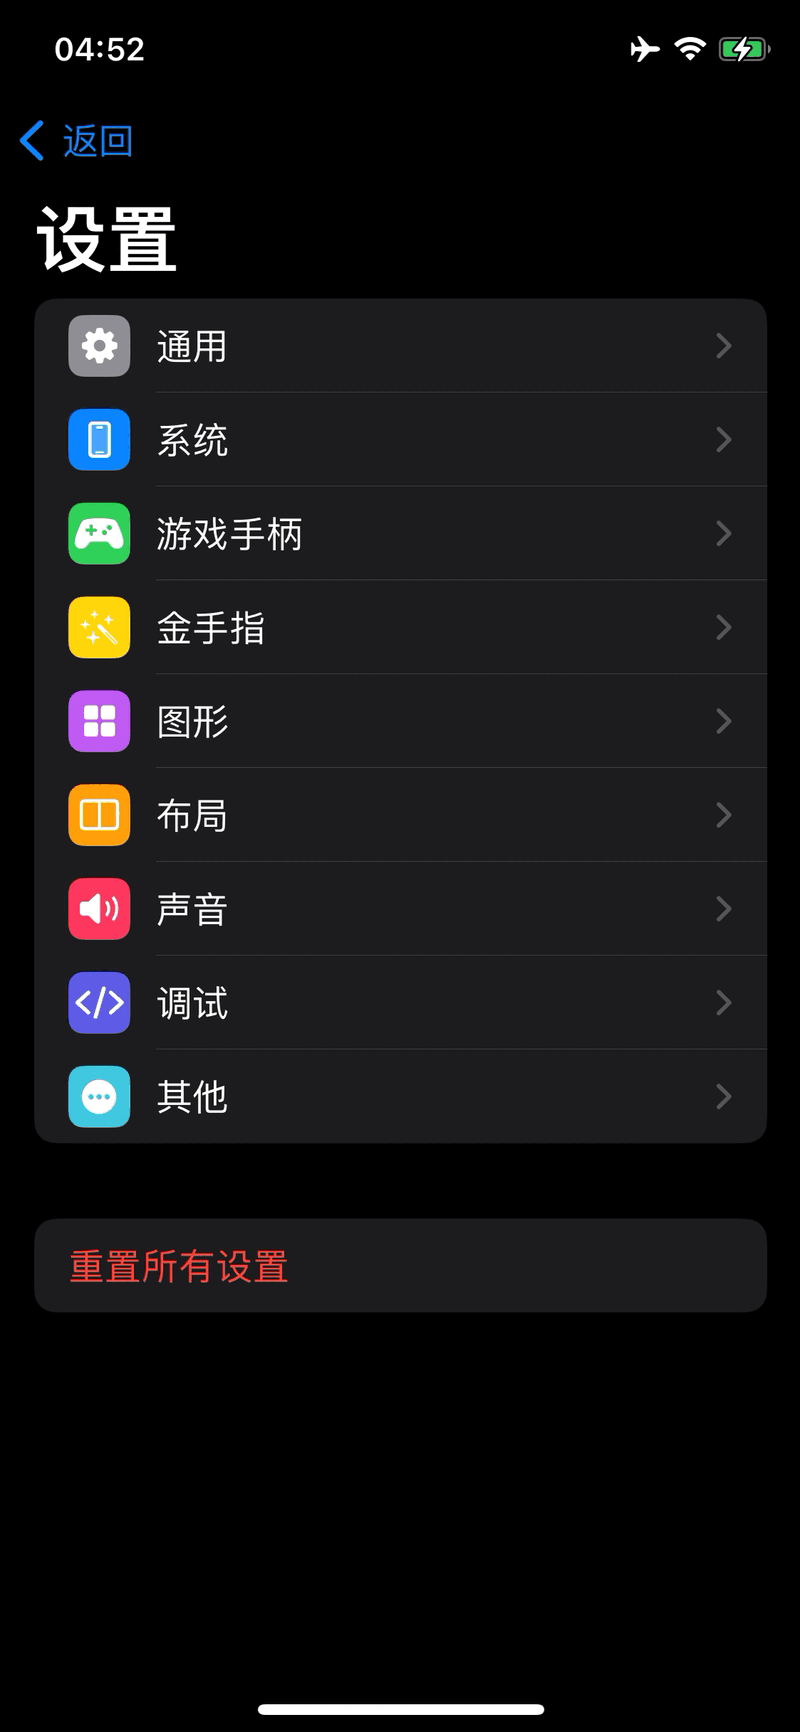 04:52
返回
设置
通用
系统
游戏手柄
金手指
图形
布局
声音
调试
其他
重置所有设置